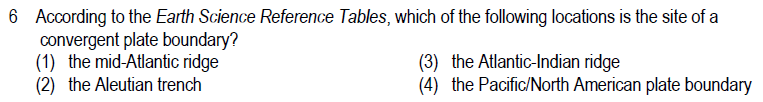 6 According to the Earth Science Reference Tables, which of the following locations is the site of a
convergent plate boundary?
(1) the mid-Atlantic ridge (3) the Atlantic-Indian ridge
(2) the Aleutian trench (4) the Pacific/North American plate boundary